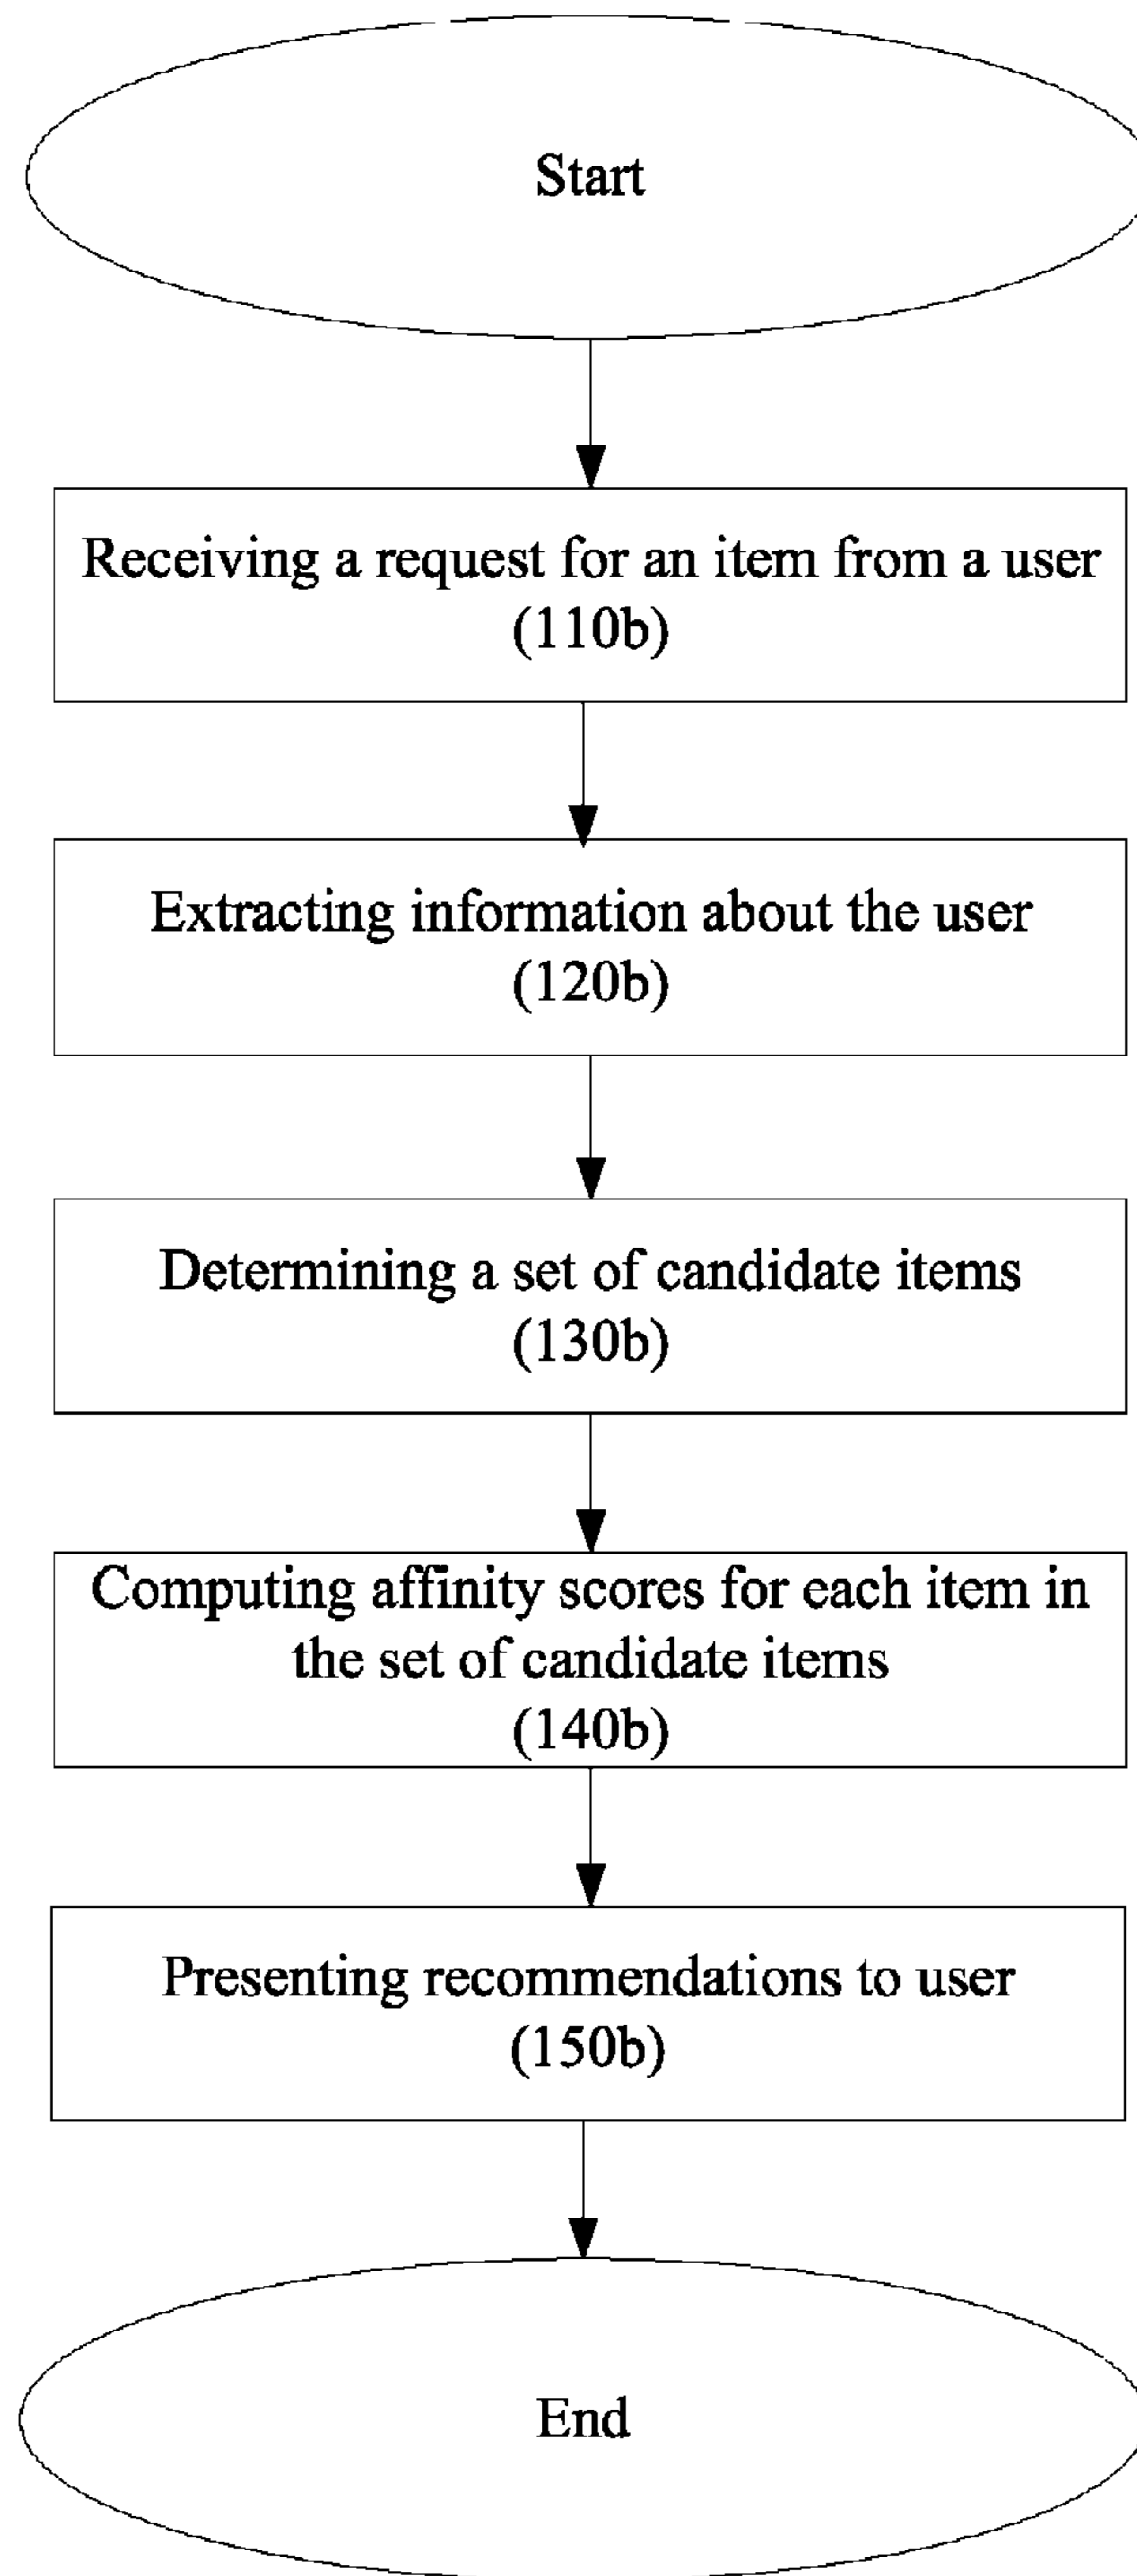 Start
Receiving a request for an item from a user
(110b)
Extracting information about the user
(120b)
Determining a set of candidate items
(130b)
Computing affinity scores for each item in
the set of candidate items
(140b)
Presenting recommendations to user
(150b)
End